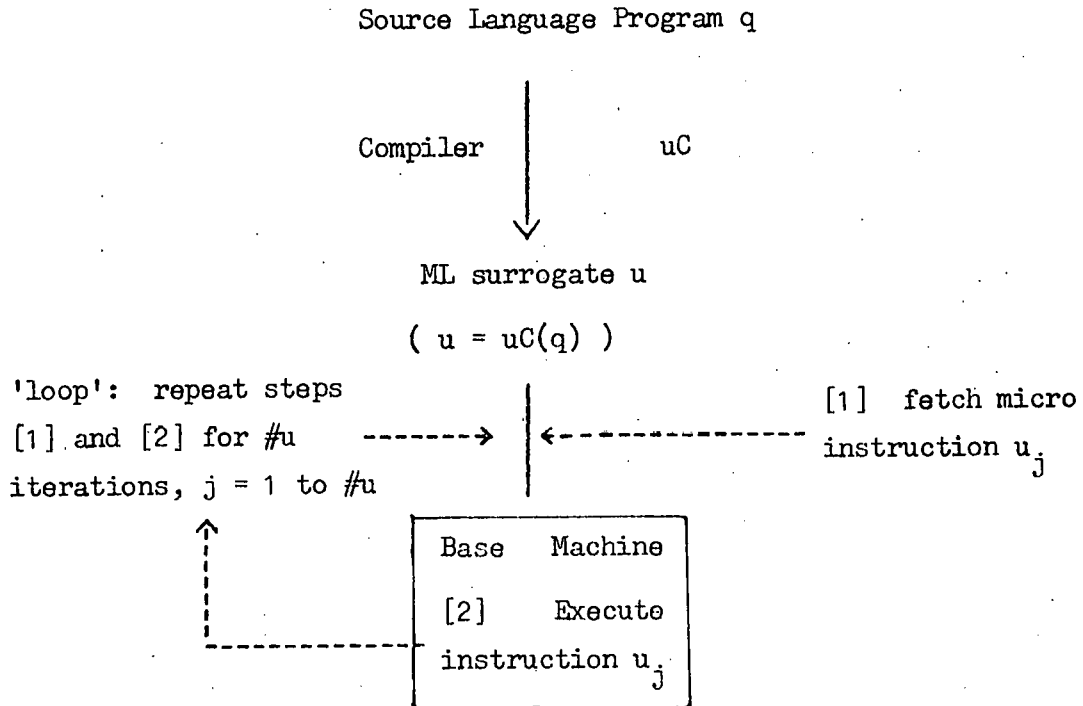 Source Language Program q
Compiler uC
ML surrogate u
( u = uC(q) )
'loop': repeat steps
[1] and [2] for #u
iterations, j = 1 to #u
[1] fetch micro
instruction u_j
Base Machine
[2] Execute
instruction u_j